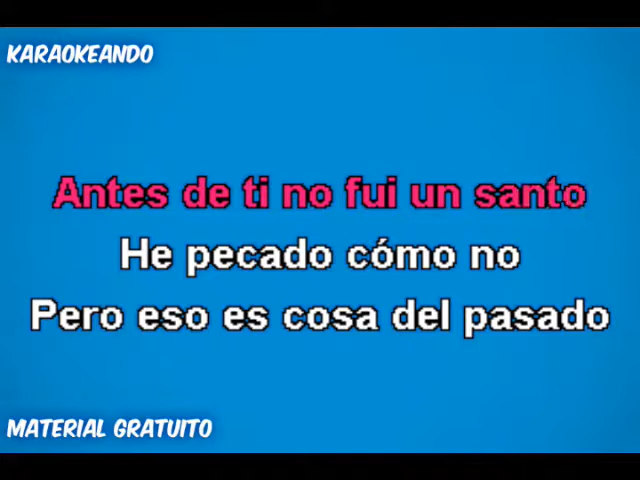 KARAOKEANDO
Antes de ti no fui un santo
He pecado cómo no
Pero eso es cosa del pasado
MATERIAL GRATUITO